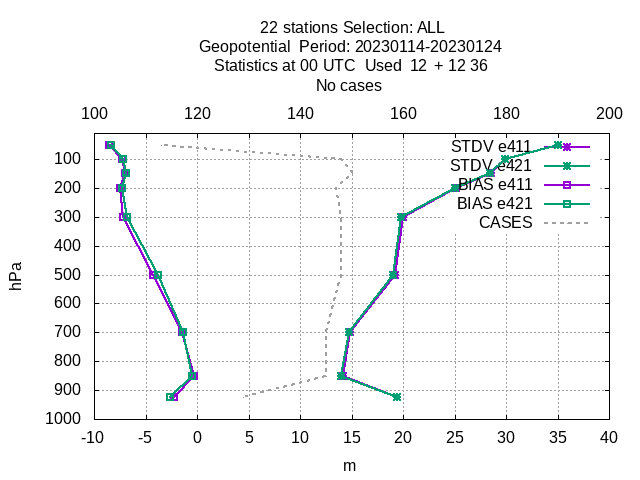 22 stations Selection: ALL
Geopotential  Period: 20230114-20230124
Statistics at 00 UTC  Used  12  + 12 36
No cases
100 120 140 160 180 200
STDV e411
STDV e421
BIAS e411
BIAS e421
CASES
100
200
300
400
500
600
700
800
900
1000
hPa
-10 -5 0 5 10 15 20 25 30 35 40
m